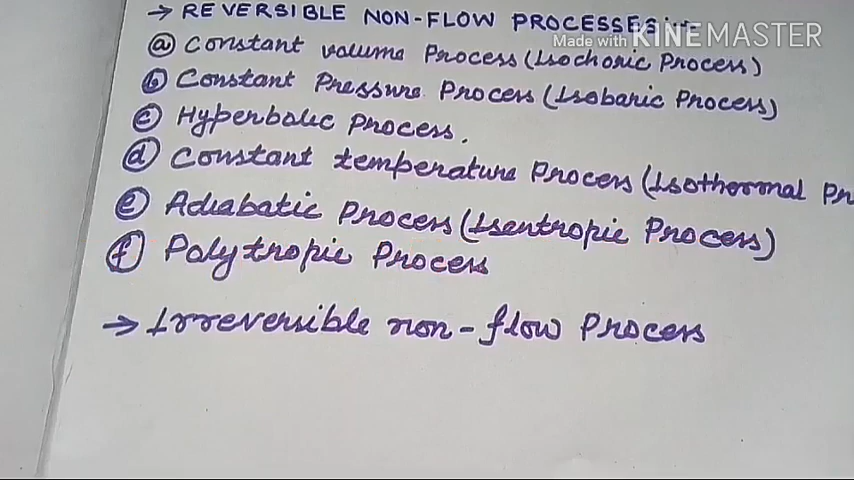 → REVERSIBLE NON-FLOW PROCESSES:-
Made with KINEMASTER
ⓐ Constant volume Process (Isochoric Process)
ⓑ Constant Pressure Process (Isobaric Process)
ⓒ Hyperbolic Process.
ⓓ Constant temperature Process (Isothermal Pr
ⓔ Adiabatic Process (Isentropic Process)
ⓕ Polytropic Process
→ Irreversible non-flow Process